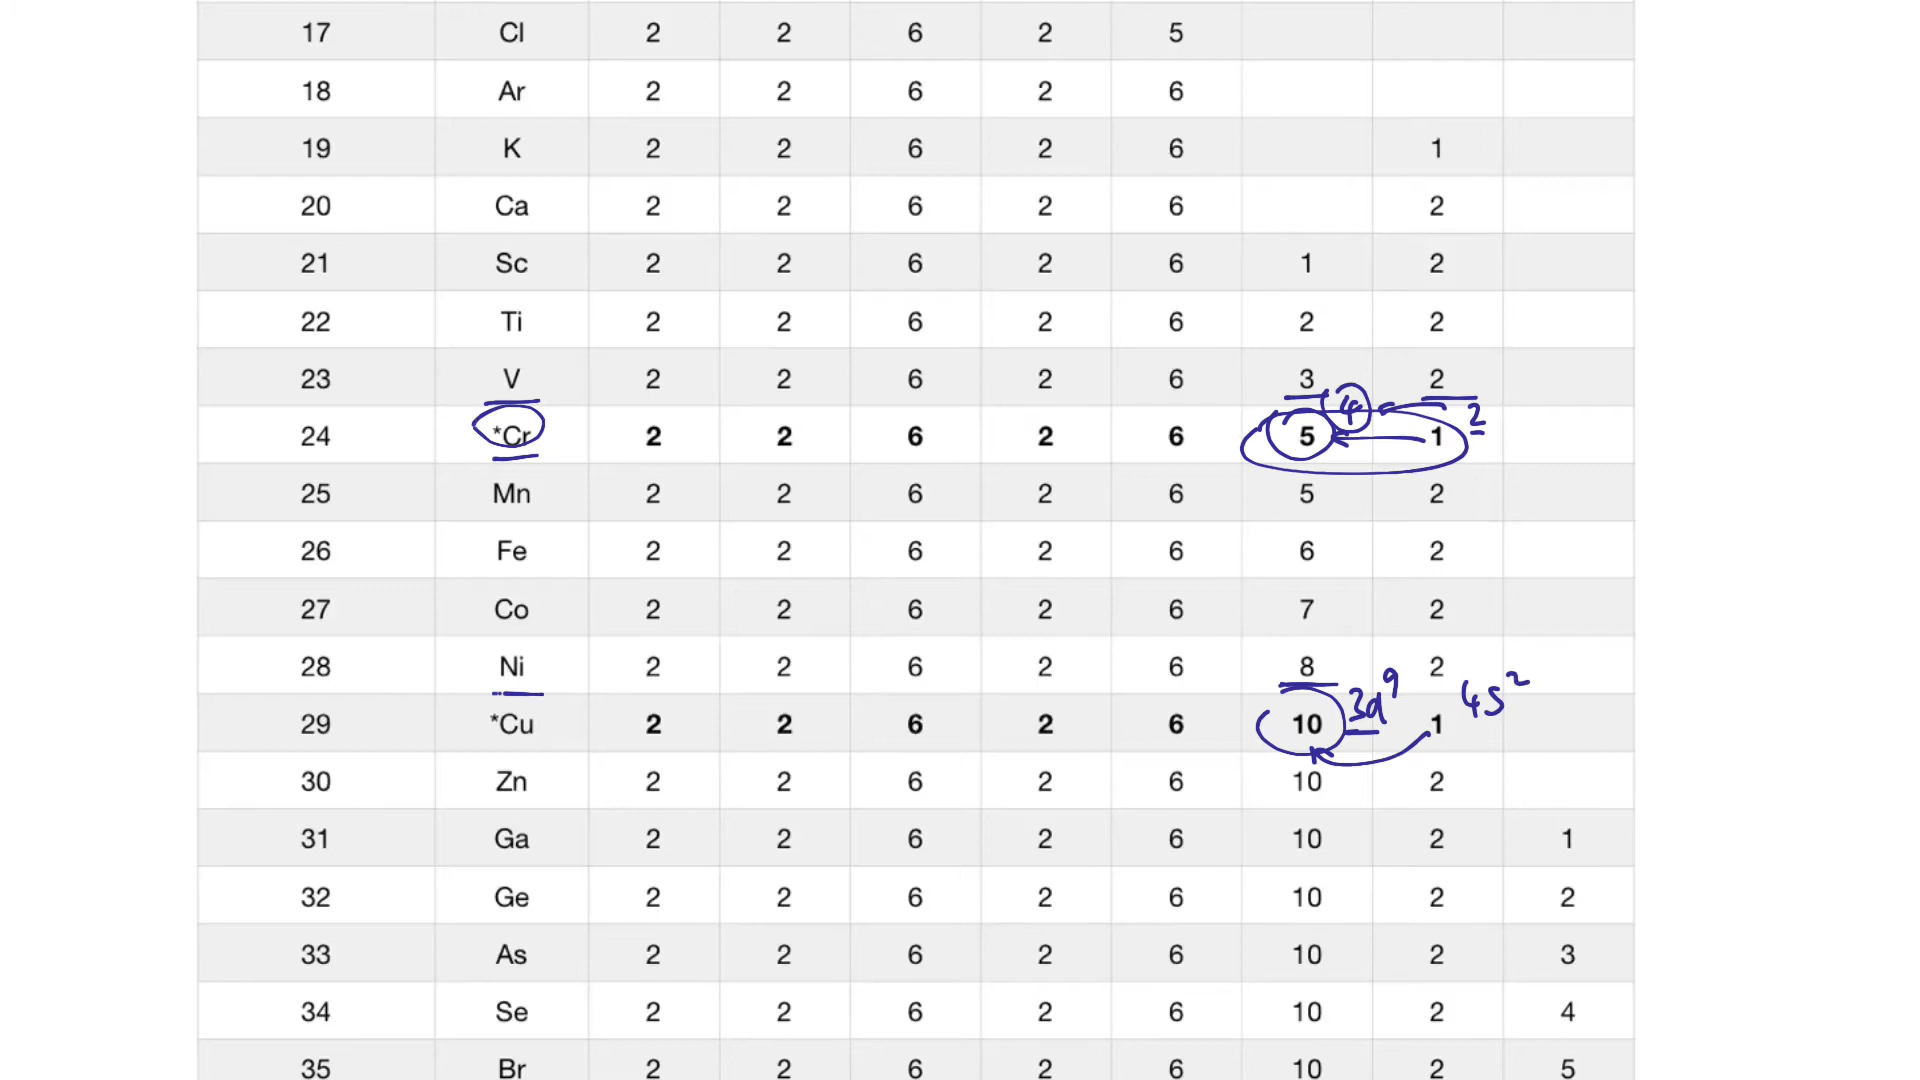 17 Cl 2 2 6 2 5
18 Ar 2 2 6 2 6
19 K 2 2 6 2 6 1
20 Ca 2 2 6 2 6 2
21 Sc 2 2 6 2 6 1 2
22 Ti 2 2 6 2 6 2 2
23 V 2 2 6 2 6 3 2
4 2
24 *Cr 2 2 6 2 6 5 1
25 Mn 2 2 6 2 6 5 2
26 Fe 2 2 6 2 6 6 2
27 Co 2 2 6 2 6 7 2
28 Ni 2 2 6 2 6 8 2
3d⁹ 4s²
29 *Cu 2 2 6 2 6 10 1
30 Zn 2 2 6 2 6 10 2
31 Ga 2 2 6 2 6 10 2 1
32 Ge 2 2 6 2 6 10 2 2
33 As 2 2 6 2 6 10 2 3
34 Se 2 2 6 2 6 10 2 4
35 Br 2 2 6 2 6 10 2 5